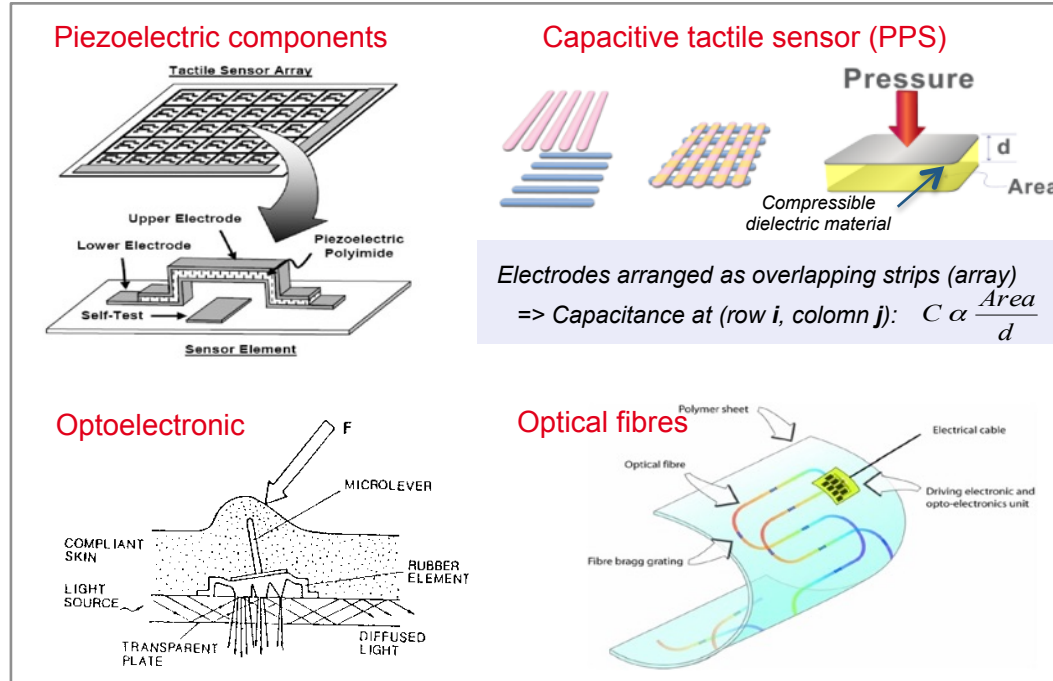 Piezoelectric components
Tactile Sensor Array
Upper Electrode
Lower Electrode
Piezoelectric
Polyimide
Self-Test
Sensor Element
Capacitive tactile sensor (PPS)
Pressure
d
Area
Compressible
dielectric material
Electrodes arranged as overlapping strips (array)
=> Capacitance at (row i, colomn j): C α Area / d
Optoelectronic
F
MICROLEVER
COMPLIANT
SKIN
RUBBER
ELEMENT
LIGHT
SOURCE
TRANSPARENT
PLATE
DIFFUSED
LIGHT
Optical fibres
Polymer sheet
Electrical cable
Optical fibre
Driving electronic and
opto-electronics unit
Fibre bragg grating